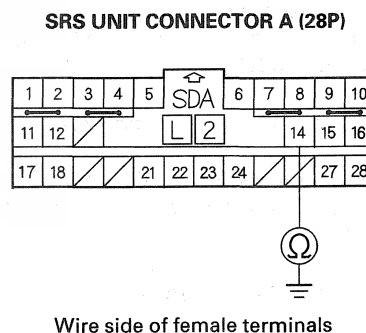 SRS UNIT CONNECTOR A (28P)
1 2 3 4 5 SDA 6 7 8 9 10
11 12 L 2 14 15 16
17 18 21 22 23 24 27 28
Ω
Wire side of female terminals